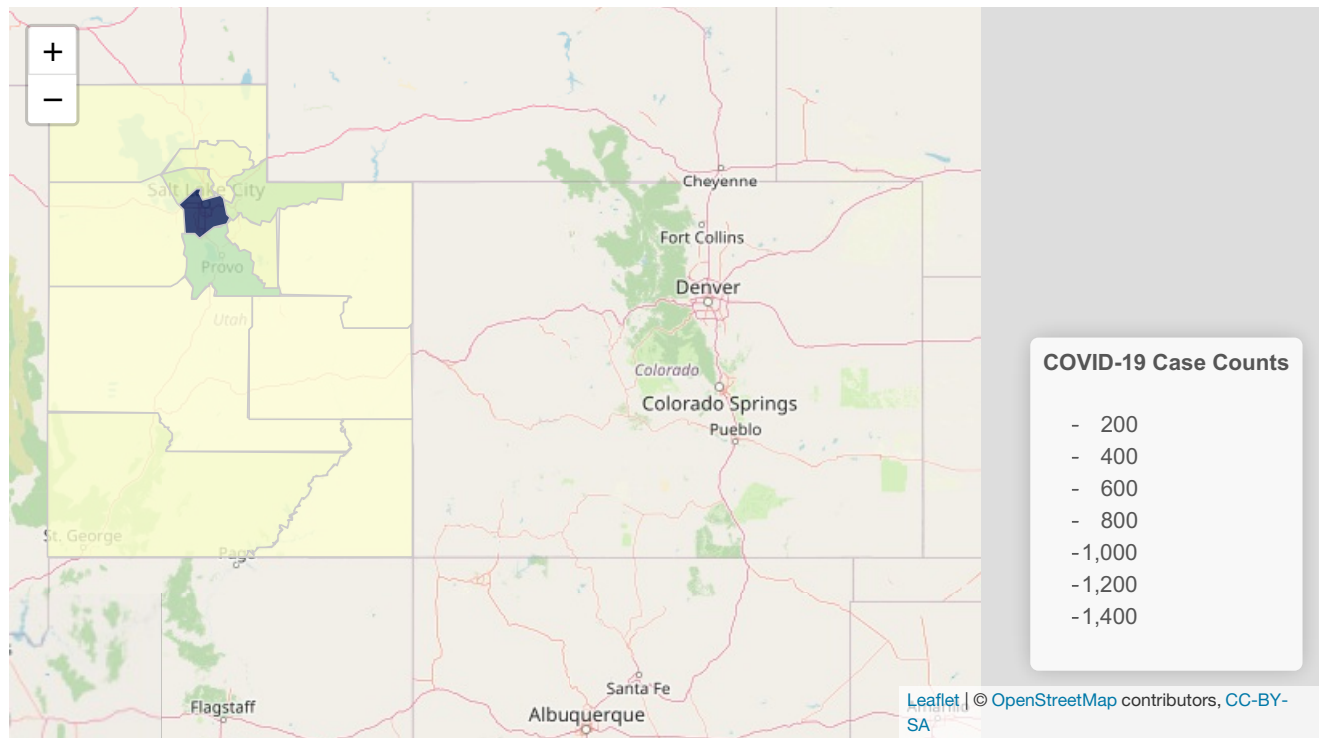 +
−
Salt Lake City
Cheyenne
Fort Collins
Provo
Denver
Utah
Colorado
Colorado Springs
Pueblo
St. George
Page
Santa Fe
Flagstaff
Albuquerque
Amarillo
COVID-19 Case Counts
- 200
- 400
- 600
- 800
-1,000
-1,200
-1,400
Leaflet | © OpenStreetMap contributors, CC-BY-
SA